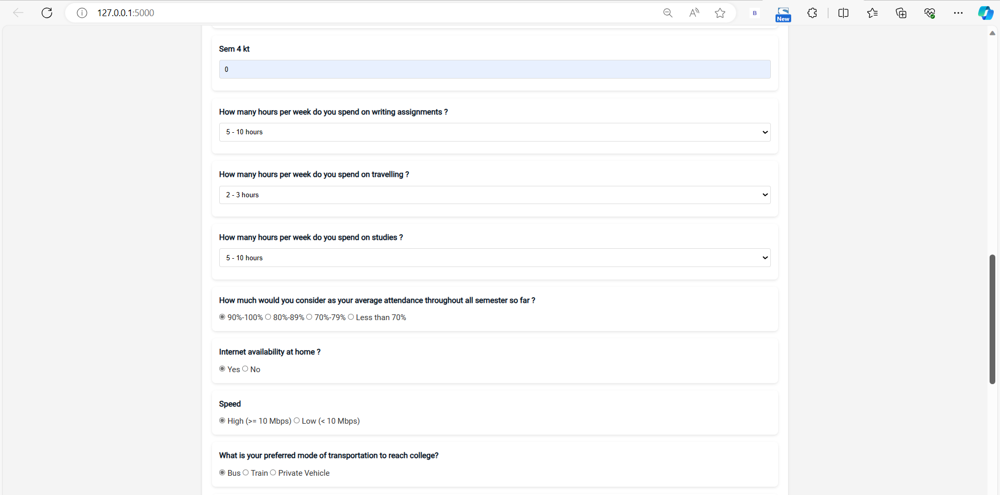 127.0.0.1:5000
A
B
New
Sem 4 kt
0
How many hours per week do you spend on writing assignments ?
5 - 10 hours
How many hours per week do you spend on travelling ?
2 - 3 hours
How many hours per week do you spend on studies ?
5 - 10 hours
How much would you consider as your average attendance throughout all semester so far ?
90%-100% 80%-89% 70%-79% Less than 70%
Internet availability at home ?
Yes No
Speed
High (>= 10 Mbps) Low (< 10 Mbps)
What is your preferred mode of transportation to reach college?
Bus Train Private Vehicle